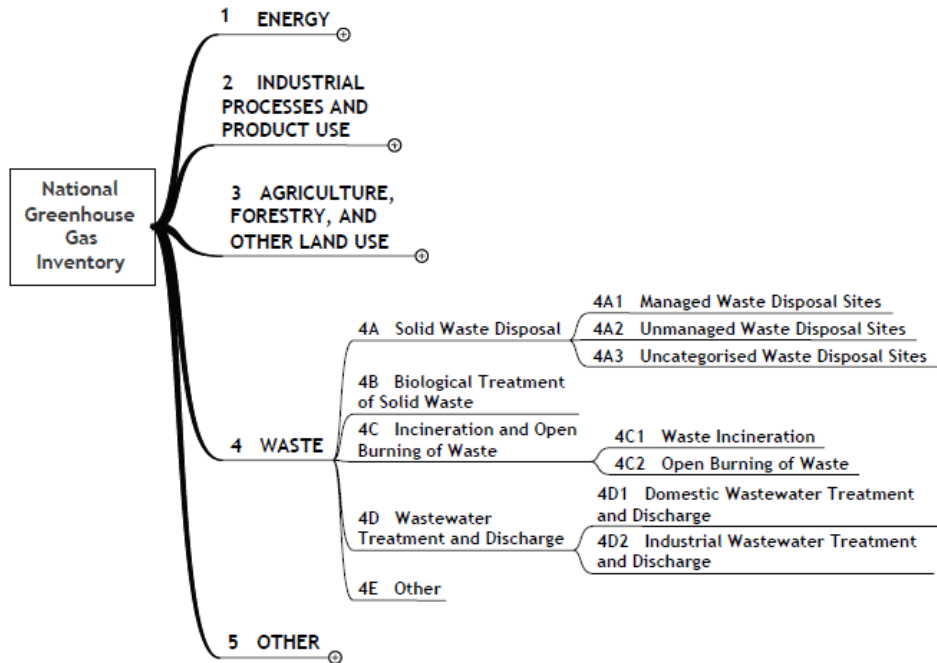 1 ENERGY
2 INDUSTRIAL
PROCESSES AND
PRODUCT USE
National
Greenhouse
Gas
Inventory
3 AGRICULTURE,
FORESTRY, AND
OTHER LAND USE
4 WASTE
4A Solid Waste Disposal
4A1 Managed Waste Disposal Sites
4A2 Unmanaged Waste Disposal Sites
4A3 Uncategorised Waste Disposal Sites
4B Biological Treatment
of Solid Waste
4C Incineration and Open
Burning of Waste
4C1 Waste Incineration
4C2 Open Burning of Waste
4D Wastewater
Treatment and Discharge
4D1 Domestic Wastewater Treatment
and Discharge
4D2 Industrial Wastewater Treatment
and Discharge
4E Other
5 OTHER